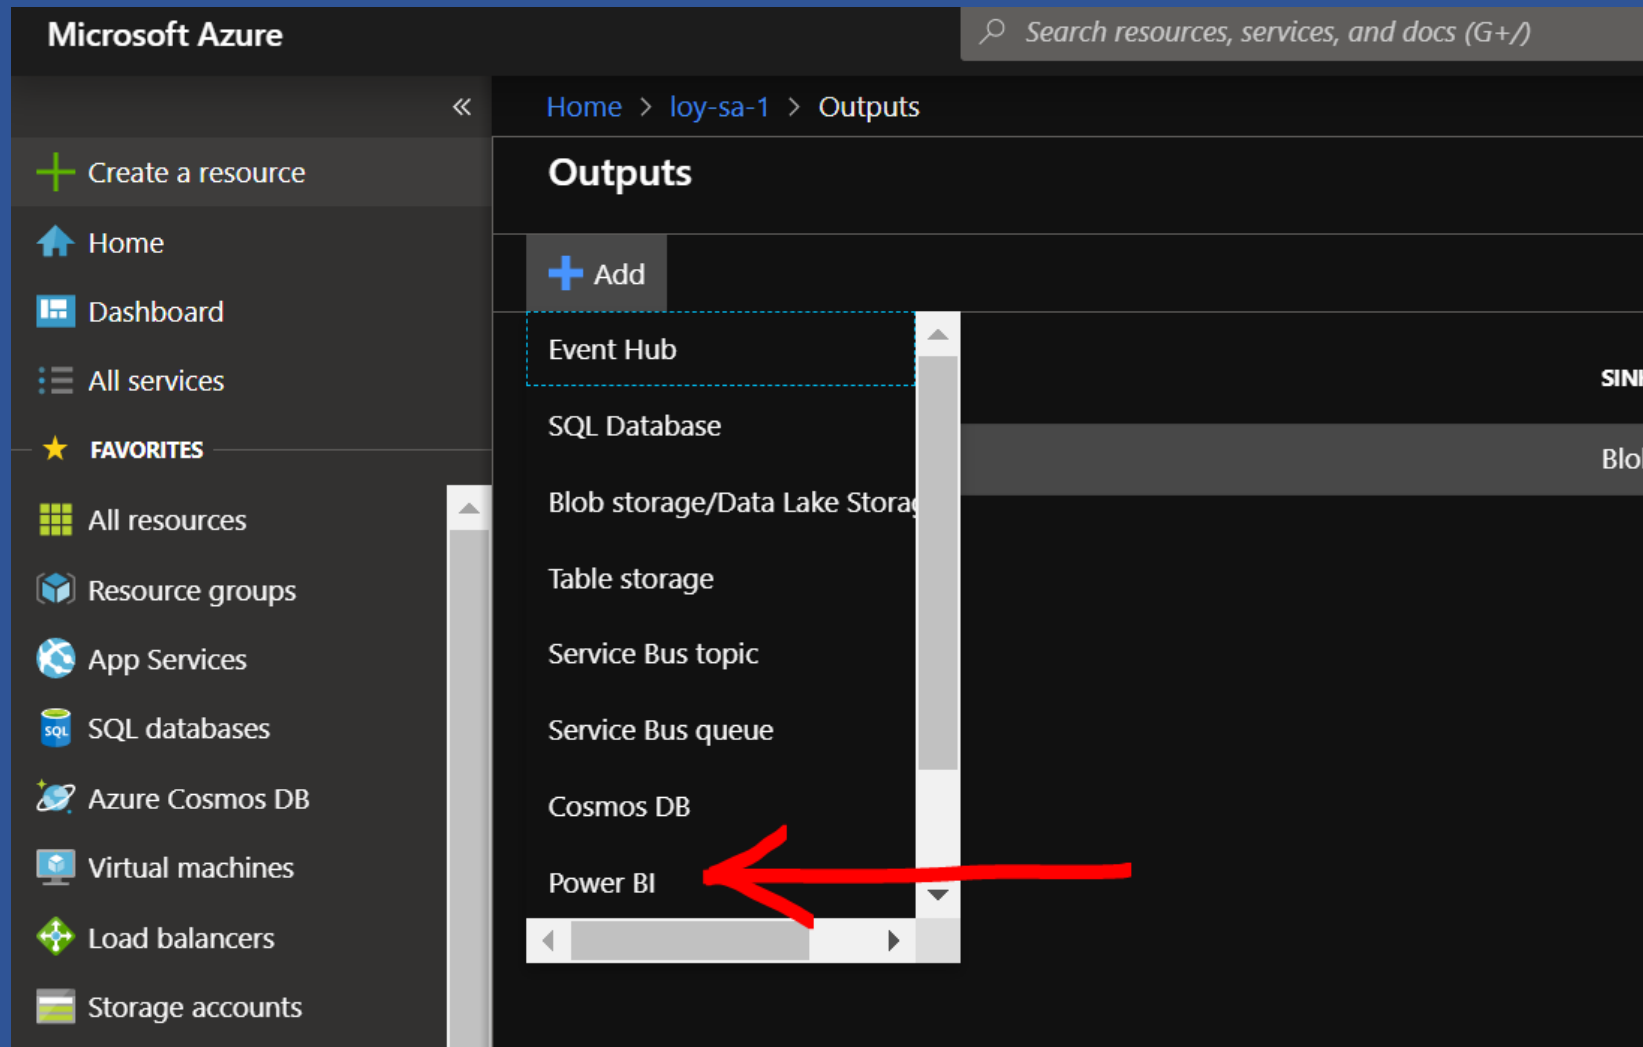 Microsoft Azure
Search resources, services, and docs (G+/)
Home > loy-sa-1 > Outputs
Create a resource
Home
Dashboard
All services
FAVORITES
All resources
Resource groups
App Services
SQL databases
Azure Cosmos DB
Virtual machines
Load balancers
Storage accounts
Outputs
Add
Event Hub
SQL Database
Blob storage/Data Lake
Table storage
Service Bus topic
Service Bus queue
Cosmos DB
Power BI